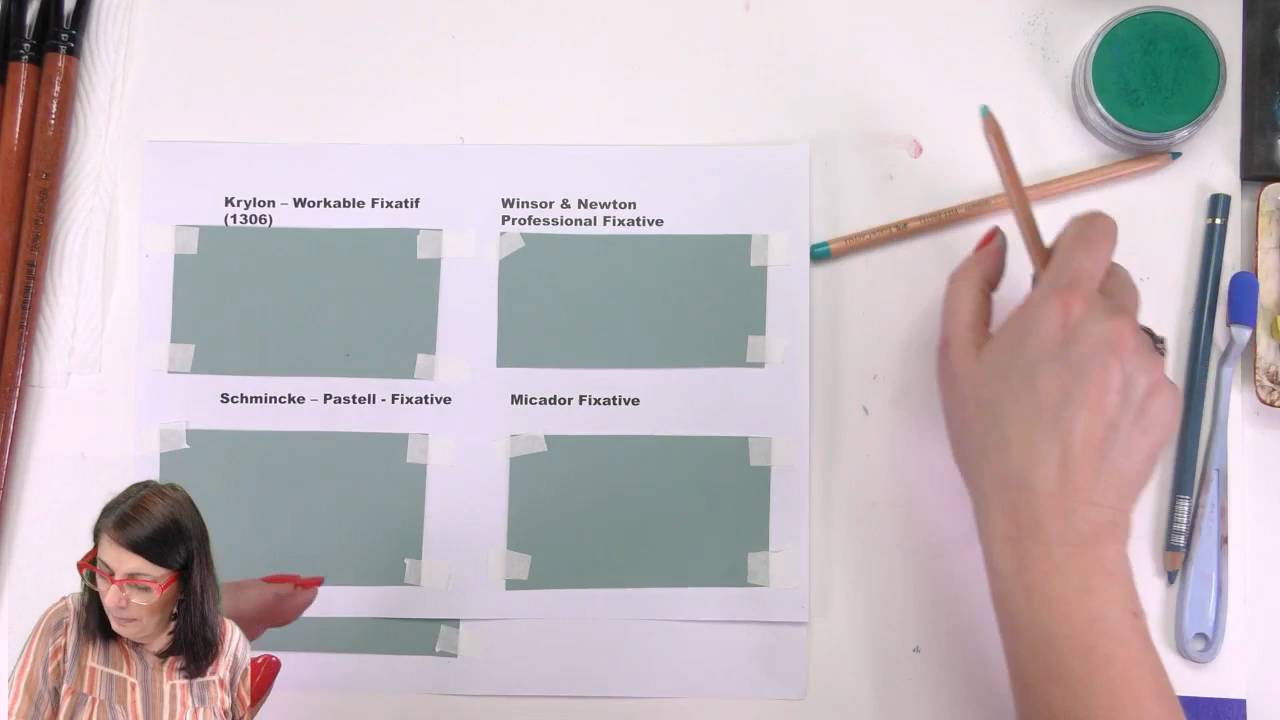 Krylon – Workable Fixatif
(1306)
Winsor & Newton
Professional Fixative
Schmincke – Pastell - Fixative
Micador Fixative